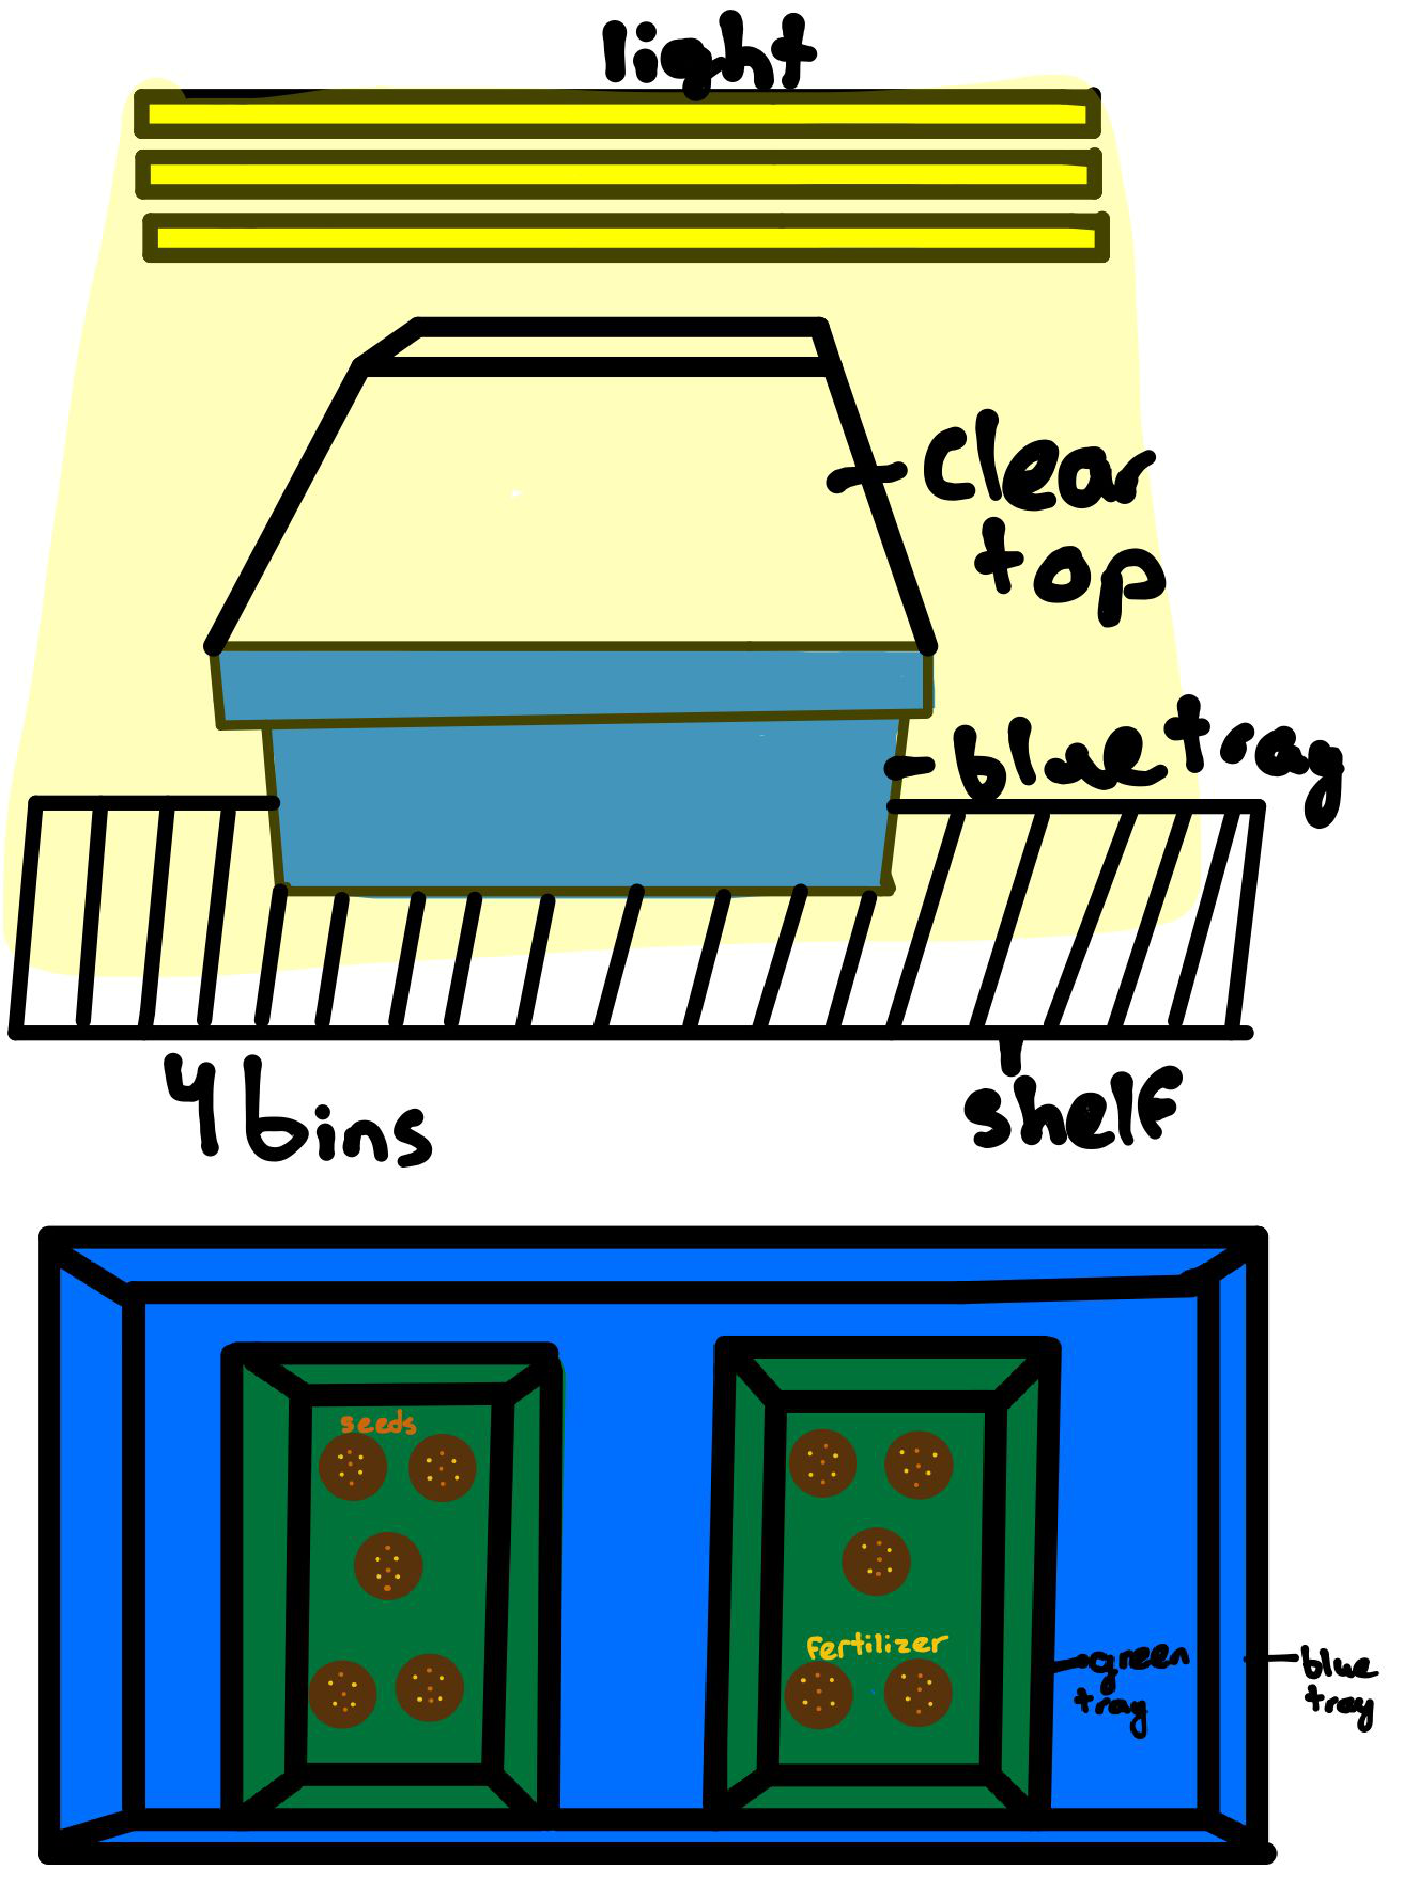 light
Clear
top
blue tray
4 bins
shelf
seeds
Fertilizer
green
tray
blue
tray